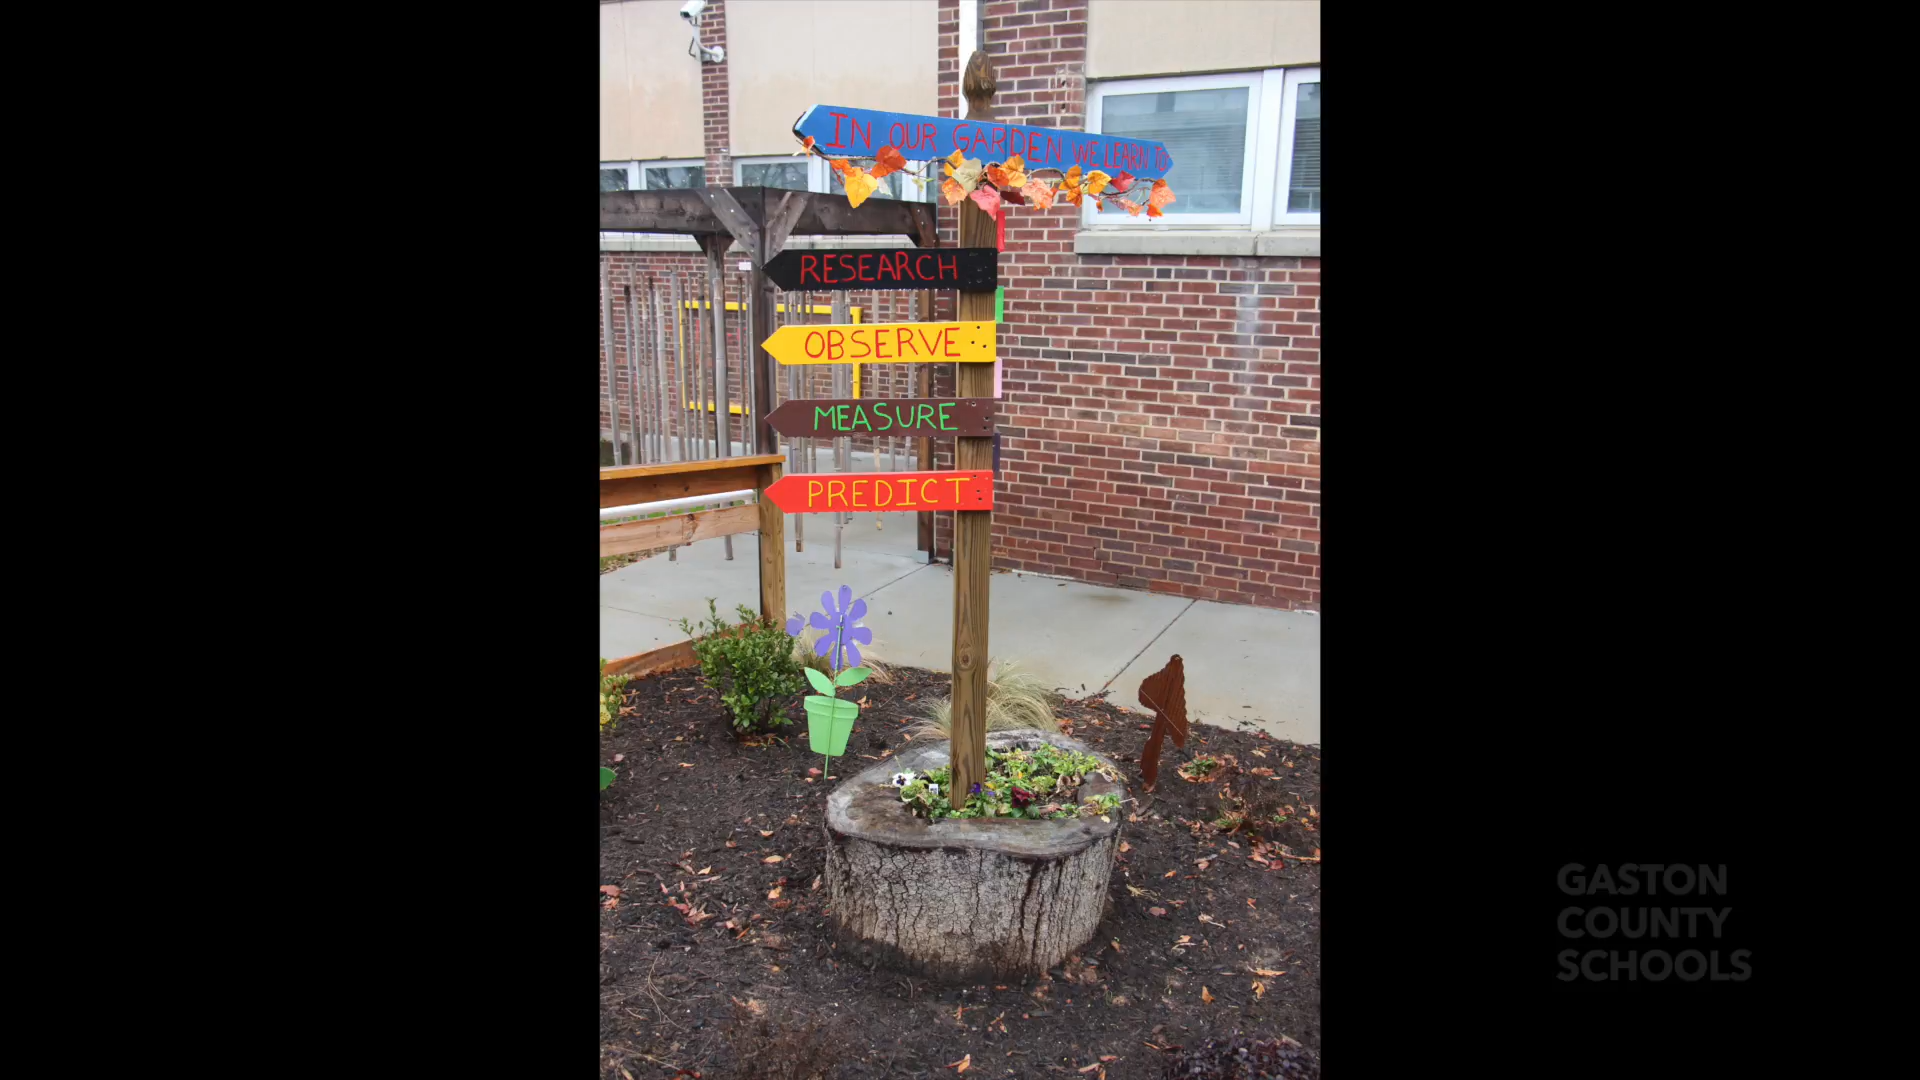 IN OUR GARDEN WE LEARN TO
RESEARCH
OBSERVE
MEASURE
PREDICT
GASTON
COUNTY
SCHOOLS